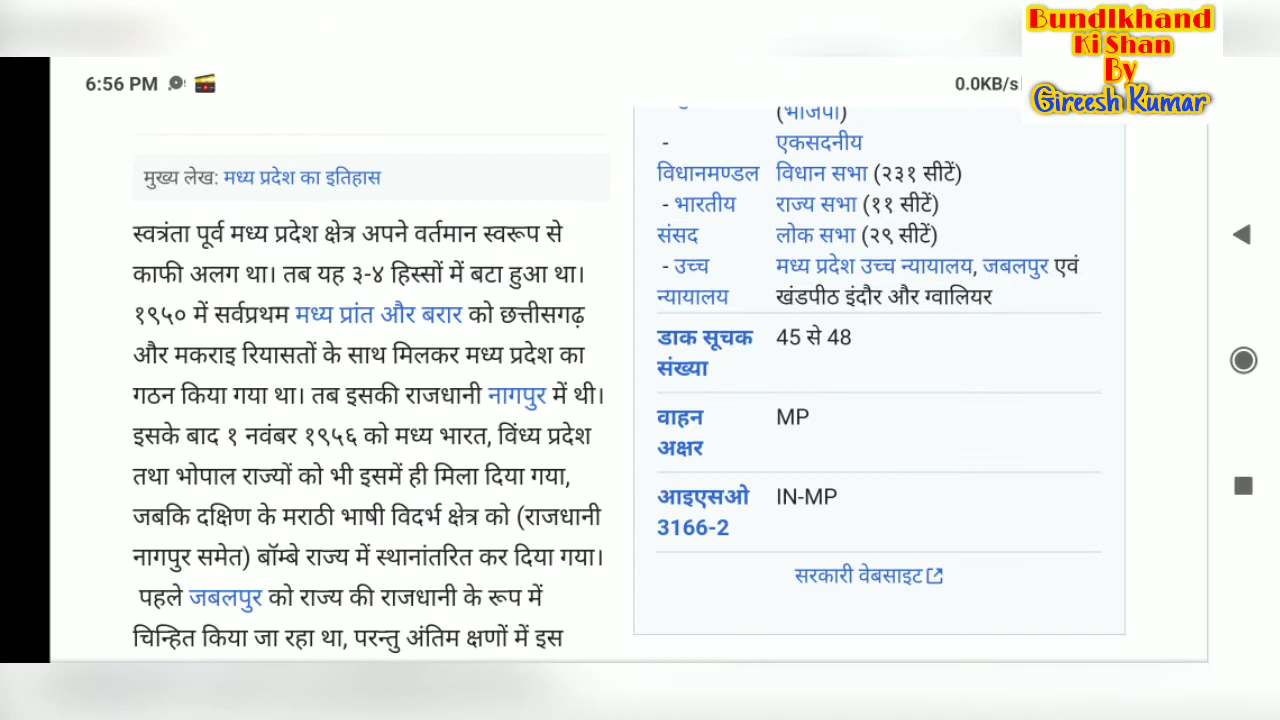 Bundlkhand
Ki Shan
By
Gireesh Kumar
6:56 PM
0.0KB/s
मुख्य लेख: मध्य प्रदेश का इतिहास
स्वत्रंता पूर्व मध्य प्रदेश क्षेत्र अपने वर्तमान स्वरूप से
काफी अलग था। तब यह ३-४ हिस्सों में बटा हुआ था।
१९५० में सर्वप्रथम मध्य प्रांत और बरार को छत्तीसगढ़
और मकराइ रियासतों के साथ मिलकर मध्य प्रदेश का
गठन किया गया था। तब इसकी राजधानी नागपुर में थी।
इसके बाद १ नवंबर १९५६ को मध्य भारत, विंध्य प्रदेश
तथा भोपाल राज्यों को भी इसमें ही मिला दिया गया,
जबकि दक्षिण के मराठी भाषी विदर्भ क्षेत्र को (राजधानी
नागपुर समेत) बॉम्बे राज्य में स्थानांतरित कर दिया गया।
पहले जबलपुर को राज्य की राजधानी के रूप में
चिन्हित किया जा रहा था, परन्तु अंतिम क्षणों में इस
(भाजपा)
- एकसदनीय
विधानमण्डल विधान सभा (२३१ सीटें)
- भारतीय राज्य सभा (११ सीटें)
संसद लोक सभा (२९ सीटें)
- उच्च मध्य प्रदेश उच्च न्यायालय, जबलपुर एवं
न्यायालय खंडपीठ इंदौर और ग्वालियर
डाक सूचक 45 से 48
संख्या
वाहन MP
अक्षर
आइएसओ IN-MP
3166-2
सरकारी वेबसाइट